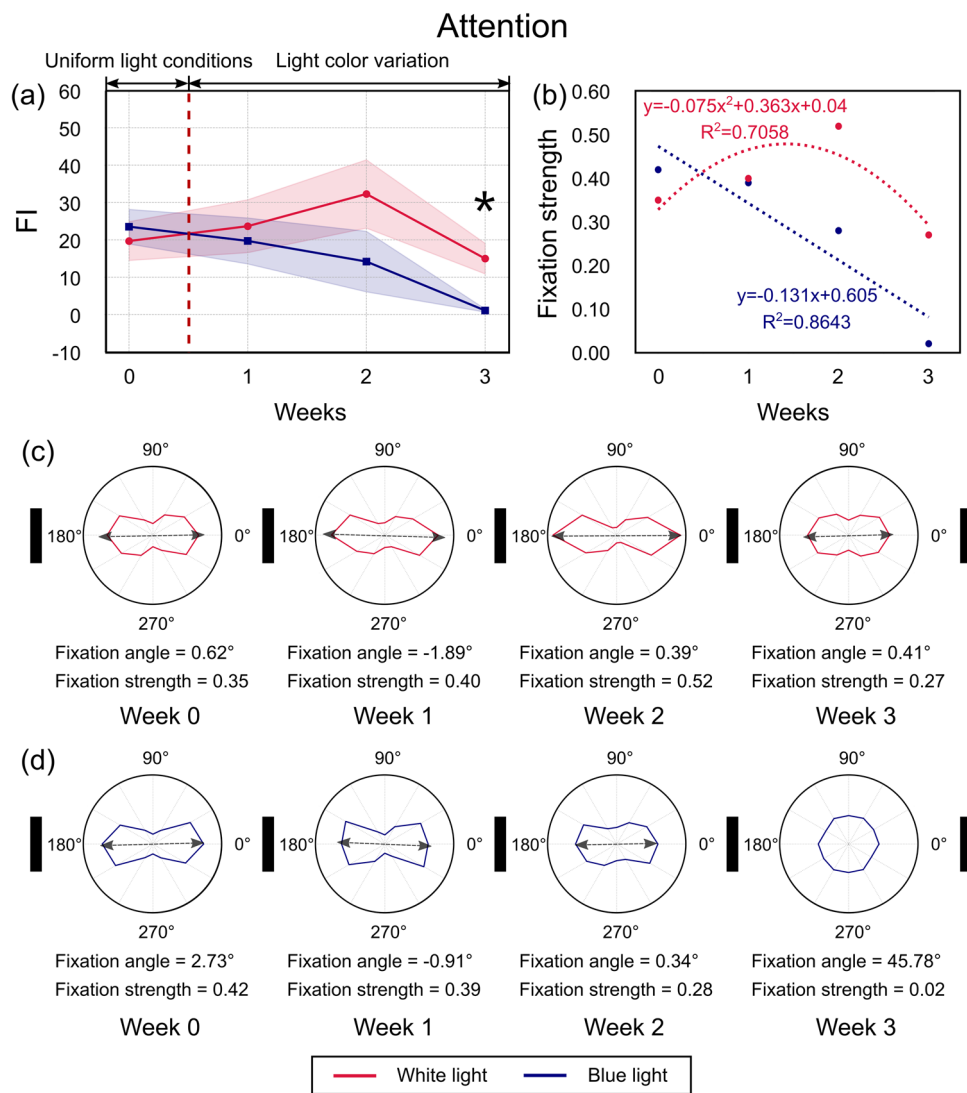 Attention
Uniform light conditions
Light color variation
(a)
60
50
40
30
20
10
0
-10
FI
*
0 1 2 3
Weeks
(b)
0.60
0.50
0.40
0.30
0.20
0.10
0.00
Fixation strength
y=-0.075x²+0.363x+0.04
R²=0.7058
y=-0.131x+0.605
R²=0.8643
0 1 2 3
Weeks
(c)
90° 90° 90° 90°
180° 0° 180° 0° 180° 0° 180° 0°
270° 270° 270° 270°
Fixation angle = 0.62° Fixation angle = -1.89° Fixation angle = 0.39° Fixation angle = 0.41°
Fixation strength = 0.35 Fixation strength = 0.40 Fixation strength = 0.52 Fixation strength = 0.27
Week 0 Week 1 Week 2 Week 3
(d)
90° 90° 90° 90°
180° 0° 180° 0° 180° 0° 180° 0°
270° 270° 270° 270°
Fixation angle = 2.73° Fixation angle = -0.91° Fixation angle = 0.34° Fixation angle = 45.78°
Fixation strength = 0.42 Fixation strength = 0.39 Fixation strength = 0.28 Fixation strength = 0.02
Week 0 Week 1 Week 2 Week 3
White light Blue light